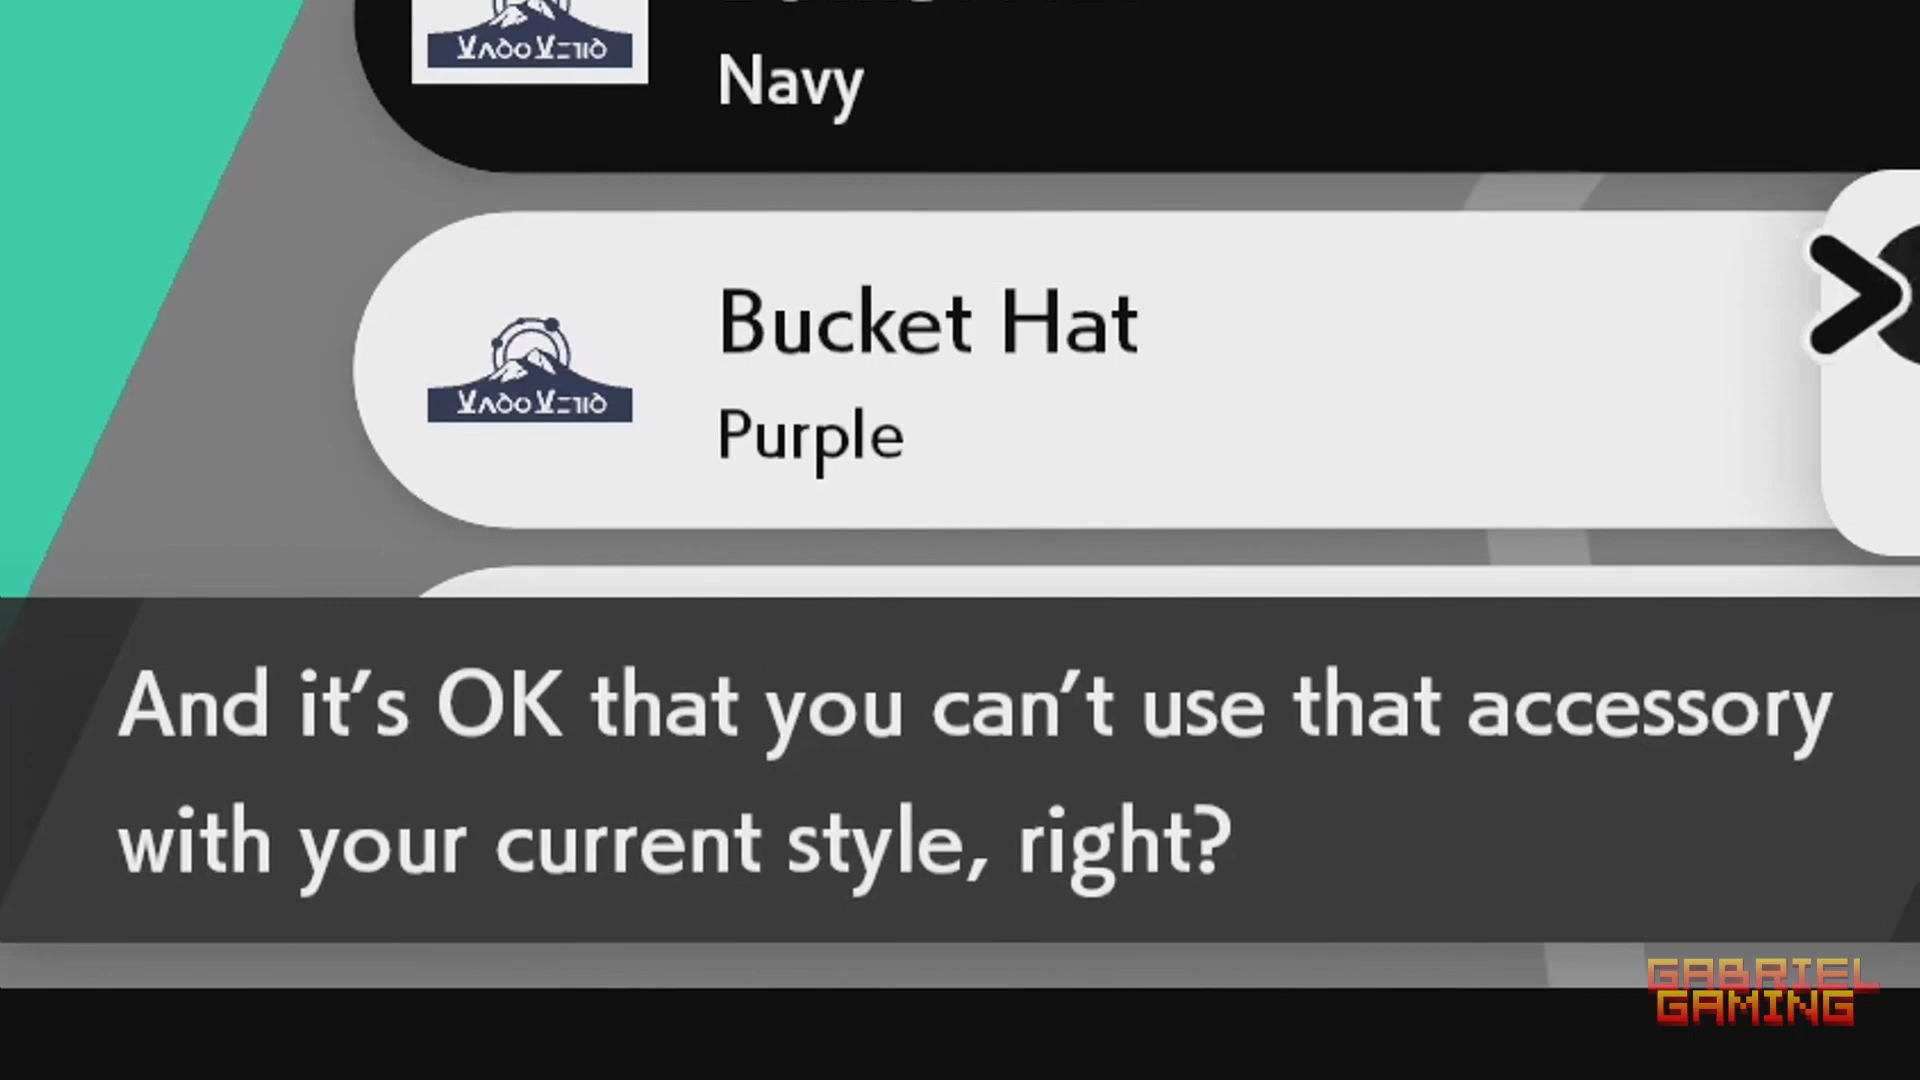 Navy
Bucket Hat
Purple
And it's OK that you can't use that accessory
with your current style, right?
GABRIEL
GAMING